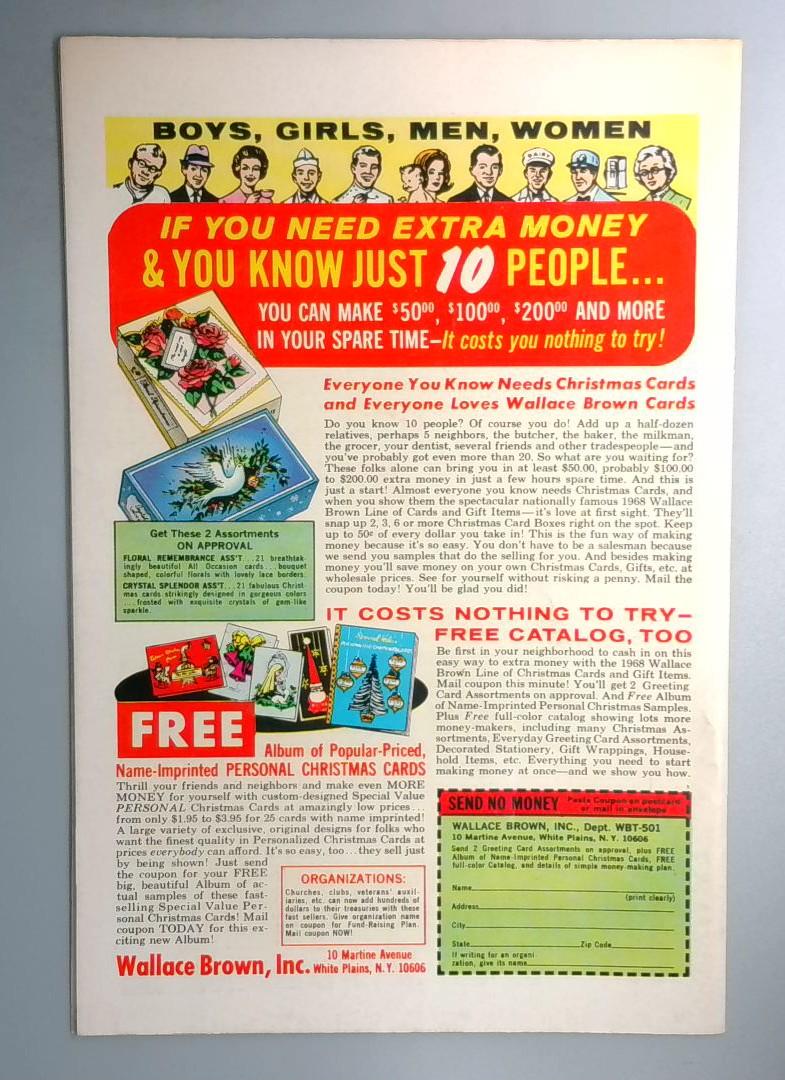 BOYS, GIRLS, MEN, WOMEN
DAIRY
IF YOU NEED EXTRA MONEY
& YOU KNOW JUST 10 PEOPLE...
YOU CAN MAKE $50⁰⁰, $100⁰⁰, $200⁰⁰ AND MORE
IN YOUR SPARE TIME—It costs you nothing to try!
Everyone You Know Needs Christmas Cards
and Everyone Loves Wallace Brown Cards
Do you know 10 people? Of course you do! Add up a half-dozen
relatives, perhaps 5 neighbors, the butcher, the baker, the milkman,
the grocer, your dentist, several friends and other tradespeople—and
you've probably got even more than 20. So what are you waiting for?
These folks alone can bring you in at least $50.00, probably $100.00
to $200.00 extra money in just a few hours spare time. And this is
just a start! Almost everyone you know needs Christmas Cards, and
when you show them the spectacular nationally famous 1968 Wallace
Brown Line of Cards and Gift Items—it's love at first sight. They'll
snap up 2, 3, 6 or more Christmas Card Boxes right on the spot. Keep
up to 50¢ of every dollar you take in! This is the fun way of making
money because it's so easy. You don't have to be a salesman because
we send you samples that do the selling for you. And besides making
money you'll save money on your own Christmas Cards, Gifts, etc. at
wholesale prices. See for yourself without risking a penny. Mail the
coupon today! You'll be glad you did!
Get These 2 Assortments
ON APPROVAL
FLORAL REMEMBRANCE ASS'T. . .21 breathtak-
ingly beautiful All Occasion cards...bouquet
shaped, colorful florals with lovely lace borders.
CRYSTAL SPLENDOR ASS'T...21 fabulous Christ-
mas cards strikingly designed in gorgeous colors
...frosted with exquisite crystals of gem-like
sparkle.
IT COSTS NOTHING TO TRY—
FREE CATALOG, TOO
Be first in your neighborhood to cash in on this
easy way to extra money with the 1968 Wallace
Brown Line of Christmas Cards and Gift Items.
Mail coupon this minute! You'll get 2 Greeting
Card Assortments on approval. And Free Album
of Name-Imprinted Personal Christmas Samples.
Plus Free full-color catalog showing lots more
money-makers, including many Christmas As-
sortments, Everyday Greeting Card Assortments,
Decorated Stationery, Gift Wrappings, House-
hold Items, etc. Everything you need to start
making money at once—and we show you how.
FREE
Album of Popular-Priced,
Name-Imprinted PERSONAL CHRISTMAS CARDS
Thrill your friends and neighbors and make even MORE
MONEY for yourself with custom-designed Special Value
PERSONAL Christmas Cards at amazingly low prices...
from only $1.95 to $3.95 for 25 cards with name imprinted!
A large variety of exclusive, original designs for folks who
want the finest quality in Personalized Christmas Cards at
prices everybody can afford. It's so easy, too...they sell just
by being shown! Just send
the coupon for your FREE
big, beautiful Album of ac-
tual samples of these fast-
selling Special Value Per-
sonal Christmas Cards! Mail
coupon TODAY for this ex-
citing new Album!
ORGANIZATIONS:
Churches, clubs, veterans' auxil-
iaries, etc. can now add hundreds of
dollars to their treasuries with these
fast sellers. Give organization name
on coupon for Fund-Raising Plan.
Mail coupon NOW!
Wallace Brown, Inc. 10 Martine Avenue
White Plains, N.Y. 10606
SEND NO MONEY Paste Coupon on postcard
or mail in envelope
WALLACE BROWN, INC., Dept. WBT-501
10 Martine Avenue, White Plains, N.Y. 10606
Send 2 Greeting Card Assortments on approval, plus FREE
Album of Name-Imprinted Personal Christmas Cards, FREE
full-color Catalog, and details of simple money-making plan.
Name
(print clearly)
Address
City
State Zip Code
If writing for an organi
zation, give its name